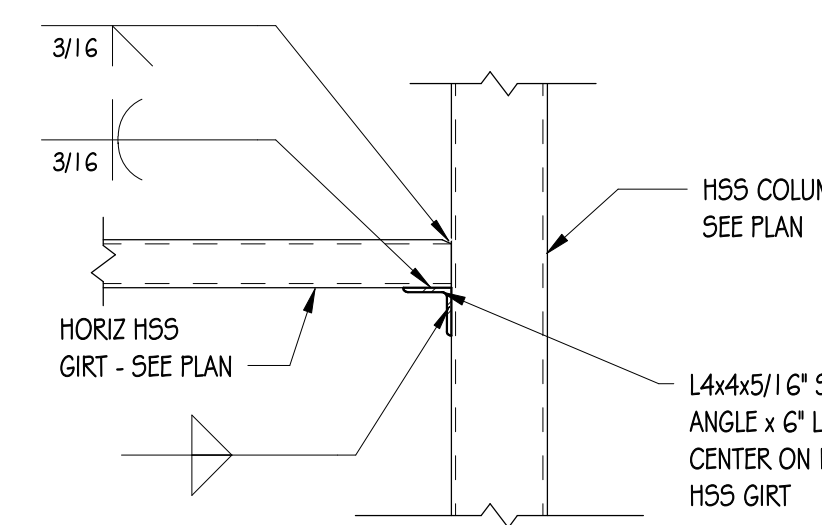 3/16
3/16
HSS
SEE PLAN
HORIZ HSS
GIRT - SEE PLAN
L4x4x5/16"
ANGLE x 6"
CENTER ON
HSS GIRT